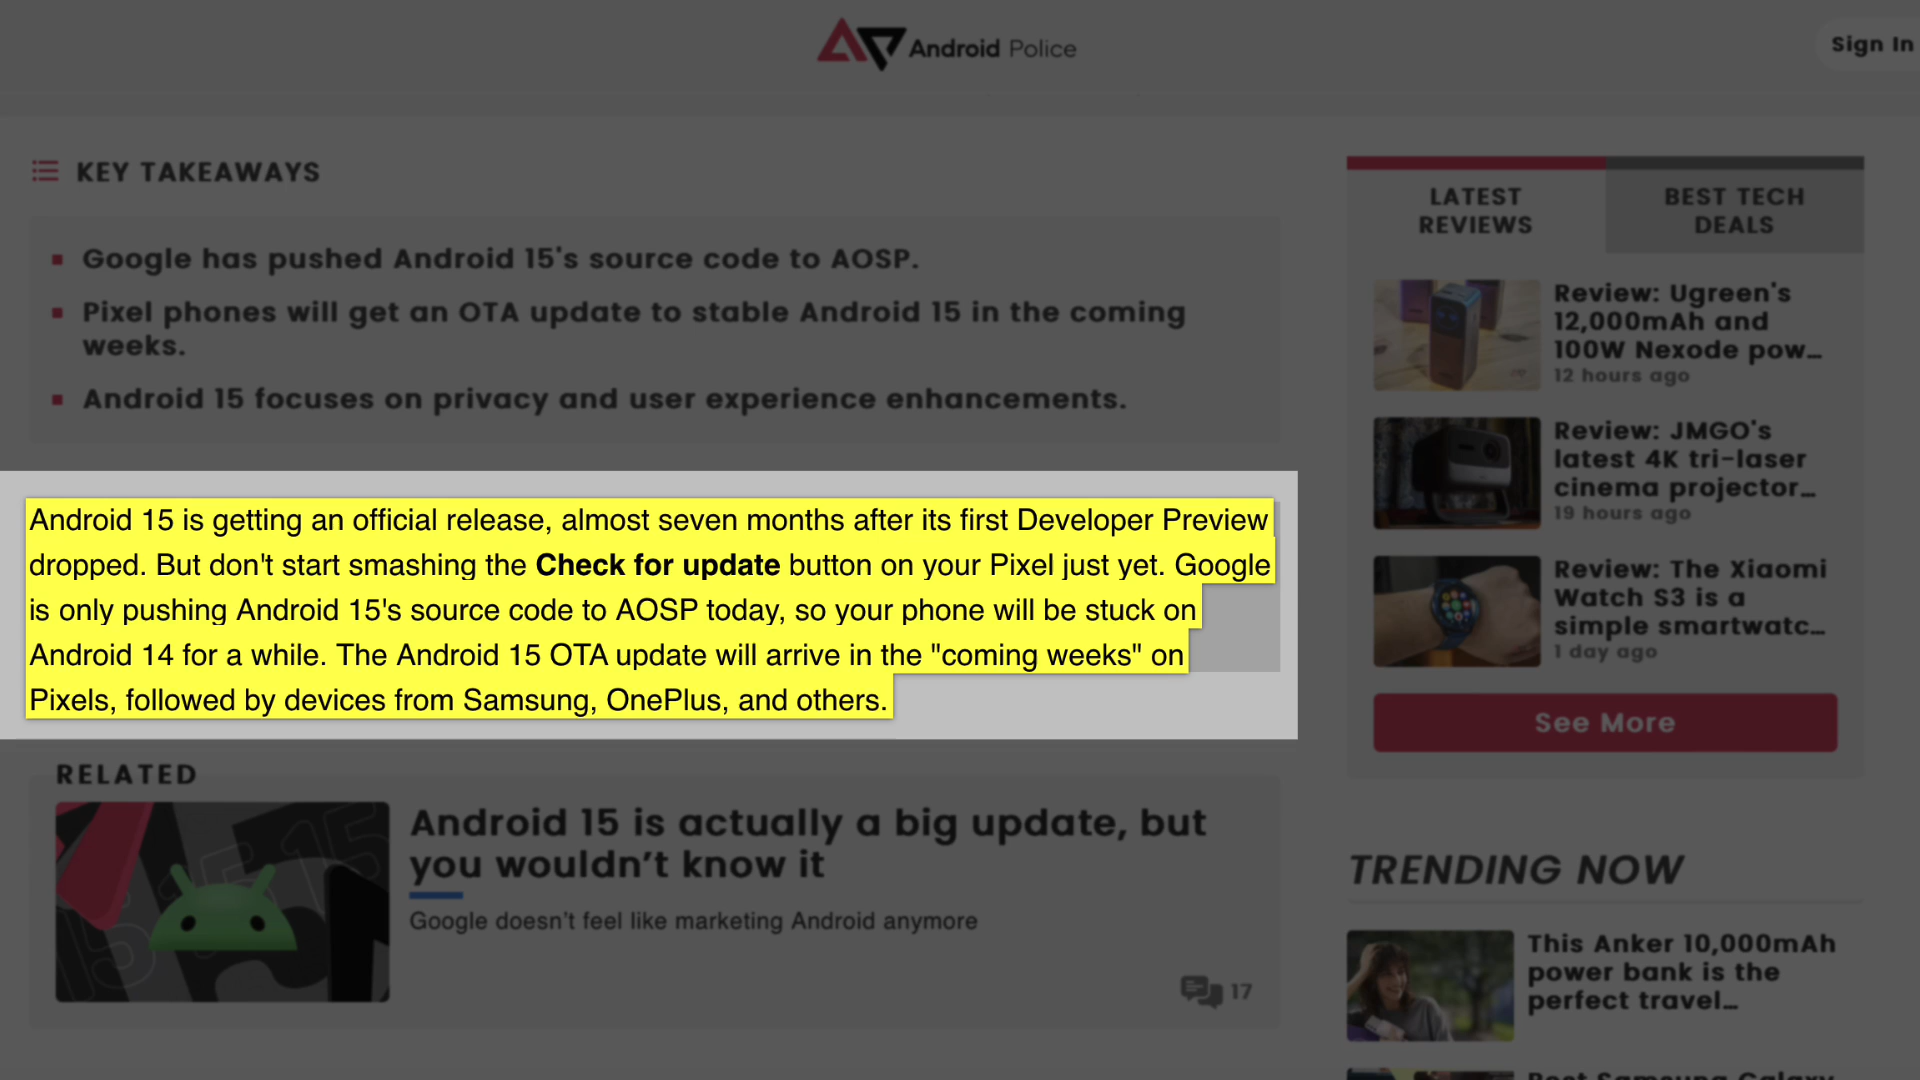 Android Police
Sign In
KEY TAKEAWAYS
Google has pushed Android 15's source code to AOSP.
Pixel phones will get an OTA update to stable Android 15 in the coming
weeks.
Android 15 focuses on privacy and user experience enhancements.
Android 15 is getting an official release, almost seven months after its first Developer Preview
dropped. But don't start smashing the Check for update button on your Pixel just yet. Google
is only pushing Android 15's source code to AOSP today, so your phone will be stuck on
Android 14 for a while. The Android 15 OTA update will arrive in the "coming weeks" on
Pixels, followed by devices from Samsung, OnePlus, and others.
RELATED
Android 15 is actually a big update, but
you wouldn’t know it
Google doesn’t feel like marketing Android anymore
17
LATEST
REVIEWS
BEST TECH
DEALS
Review: Ugreen's
12,000mAh and
100W Nexode pow…
12 hours ago
Review: JMGO's
latest 4K tri-laser
cinema projector…
19 hours ago
Review: The Xiaomi
Watch S3 is a
simple smartwatc…
1 day ago
See More
TRENDING NOW
This Anker 10,000mAh
power bank is the
perfect travel…
Best Samsung Galaxy